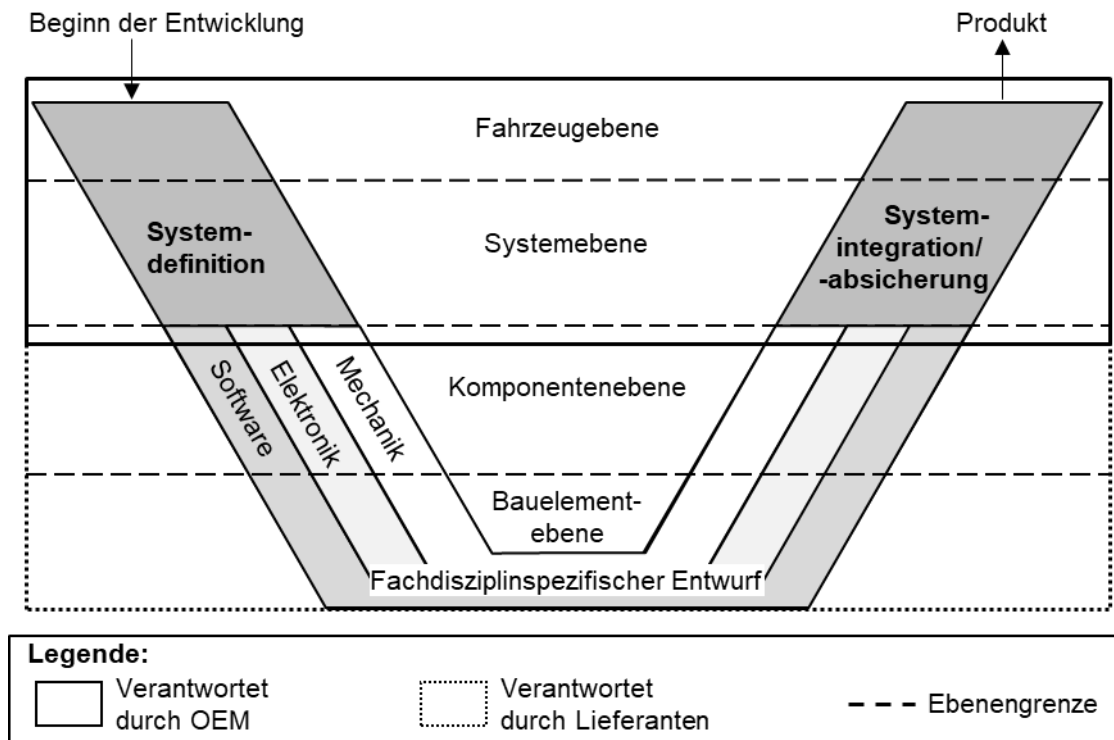 Beginn der Entwicklung
Produkt
Fahrzeugebene
System-
definition
Systemebene
System-
integration/
-absicherung
Software
Elektronik
Mechanik
Komponentenebene
Bauelement-
ebene
Fachdisziplinspezifischer Entwurf
Legende:
Verantwortet
durch OEM
Verantwortet
durch Lieferanten
Ebenengrenze